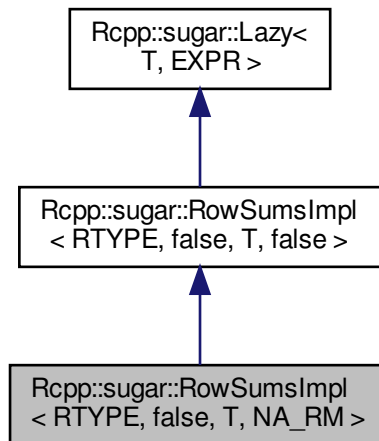 Rcpp::sugar::Lazy<
T, EXPR >
Rcpp::sugar::RowSumsImpl
< RTYPE, false, T, false >
Rcpp::sugar::RowSumsImpl
< RTYPE, false, T, NA_RM >